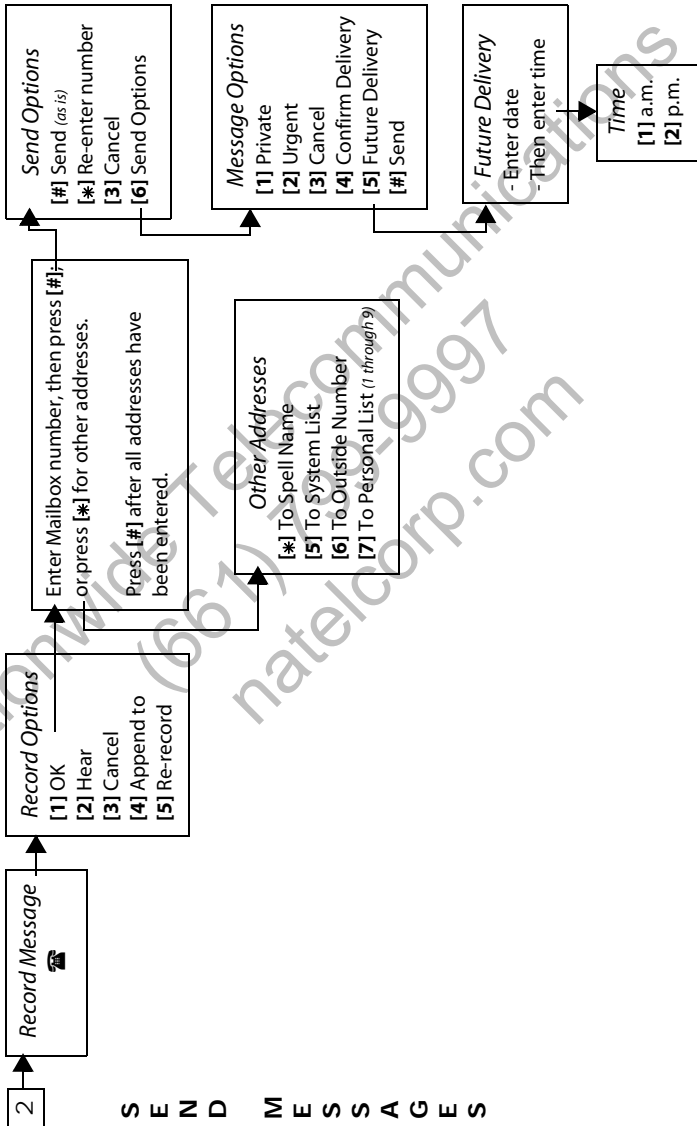 SEND MESSAGES
2
Record Message
Record Options
[1] OK
[2] Hear
[3] Cancel
[4] Append to
[5] Re-record
Enter Mailbox number, then press [#];
or press [✱] for other addresses.
Press [#] after all addresses have
been entered.
Other Addresses
[✱] To Spell Name
[5] To System List
[6] To Outside Number
[7] To Personal List (1 through 9)
Send Options
[#] Send (as is)
[✱] Re-enter number
[3] Cancel
[6] Send Options
Message Options
[1] Private
[2] Urgent
[3] Cancel
[4] Confirm Delivery
[5] Future Delivery
[#] Send
Future Delivery
- Enter date
- Then enter time
Time
[1] a.m.
[2] p.m.
Telecommunications
(661) 799-9997
natelcorp.com